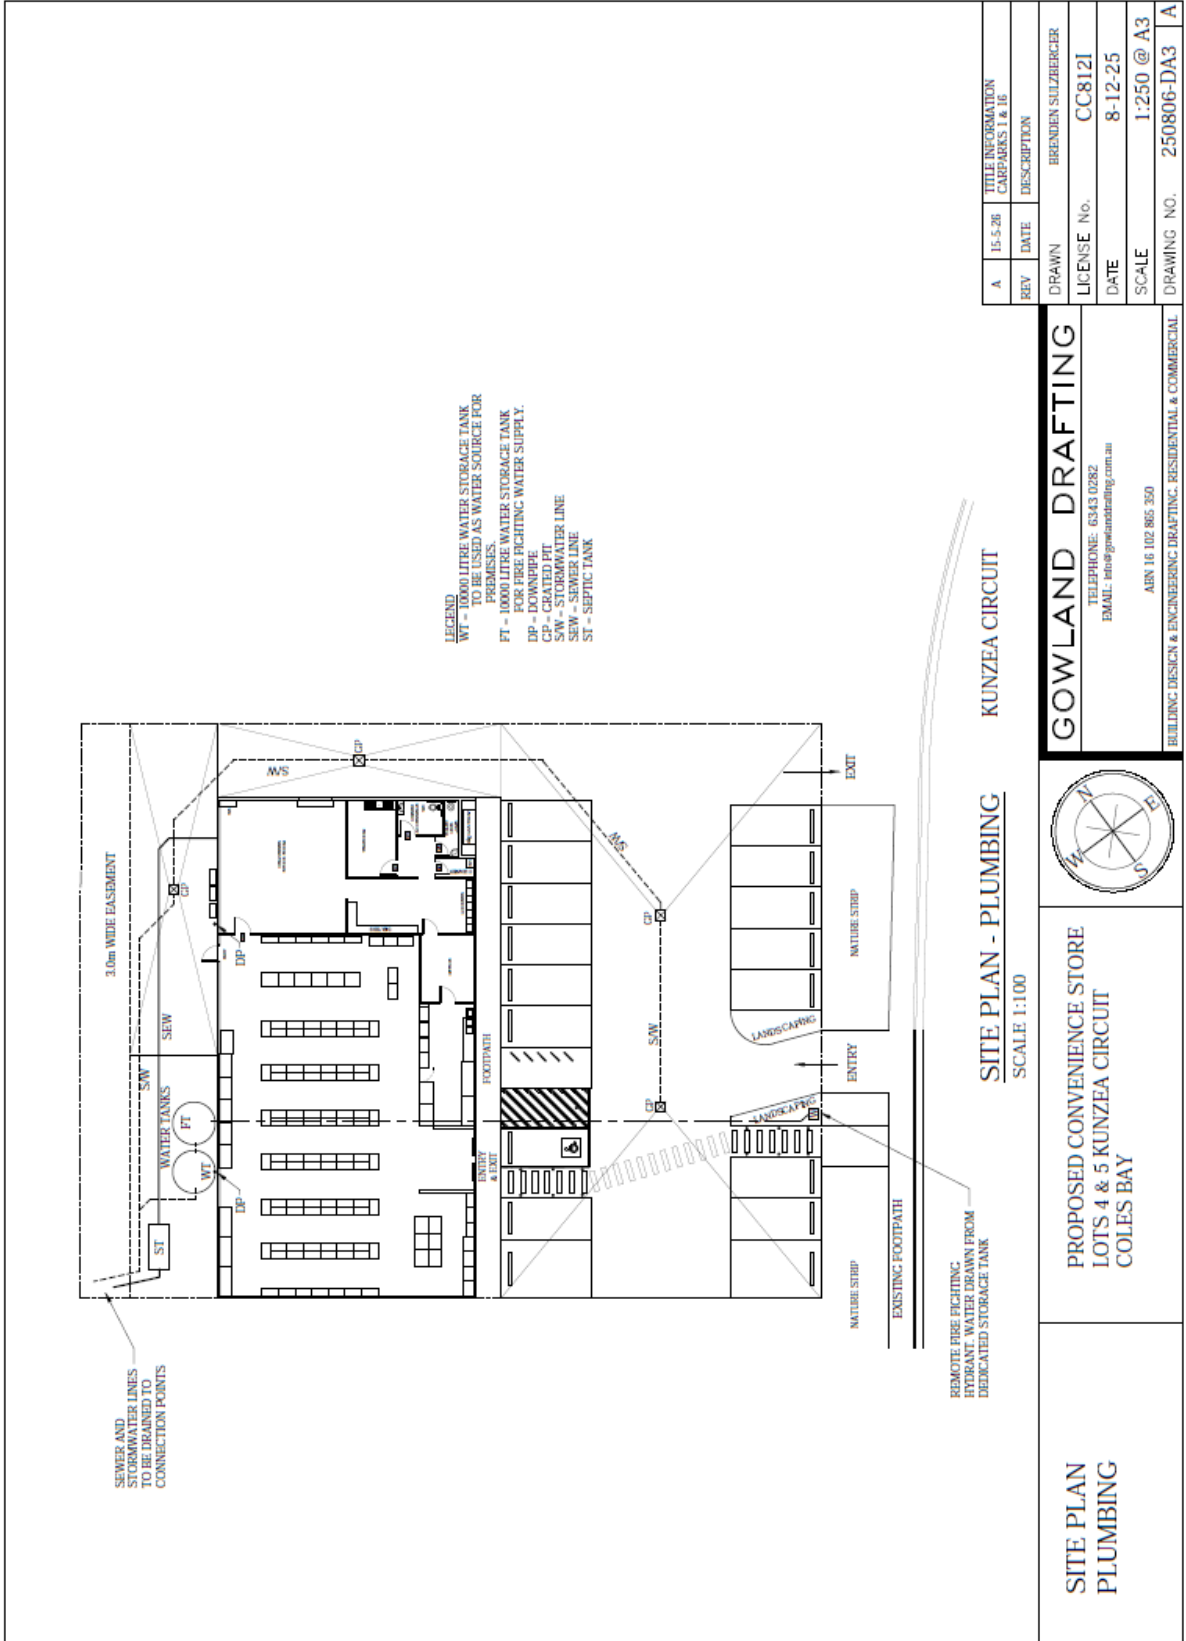 SEWER AND
STORMWATER LINES
TO BE DRAINED TO
CONNECTION POINTS
3.0m WIDE EASEMENT
ST
S/W
SEW
WATER TANKS
WT
FT
DP
DP
GP
S/W
GP
ENTRY
& EXIT
FOOTPATH
S/W
GP
S/W
GP
LANDSCAPING
LANDSCAPING
W
ENTRY
EXIT
NATURE STRIP
NATURE STRIP
EXISTING FOOTPATH
REMOTE FIRE FIGHTING
HYDRANT. WATER DRAWN FROM
DEDICATED STORAGE TANK
LEGEND
WT - 10000 LITRE WATER STORAGE TANK
TO BE USED AS WATER SOURCE FOR
PREMISES.
FT - 10000 LITRE WATER STORAGE TANK
FOR FIRE FIGHTING WATER SUPPLY.
DP - DOWNPIPE
GP - GRATED PIT
S/W - STORMWATER LINE
SEW - SEWER LINE
ST - SEPTIC TANK
KUNZEA CIRCUIT
SITE PLAN - PLUMBING
SCALE 1:100
SITE PLAN
PLUMBING
PROPOSED CONVENIENCE STORE
LOTS 4 & 5 KUNZEA CIRCUIT
COLES BAY
N
E
S
W
GOWLAND DRAFTING
TELEPHONE: 6343 0282
EMAIL: info@gowlanddrafting.com.au
ABN 16 102 865 350
BUILDING DESIGN & ENGINEERING DRAFTING. RESIDENTIAL & COMMERCIAL
A 15-5-26 TITLE INFORMATION
CARPARKS 1 & 16
REV DATE DESCRIPTION
DRAWN BRENDEN SULZBERGER
LICENSE No. CC812I
DATE 8-12-25
SCALE 1:250 @ A3
DRAWING NO. 250806-DA3 A